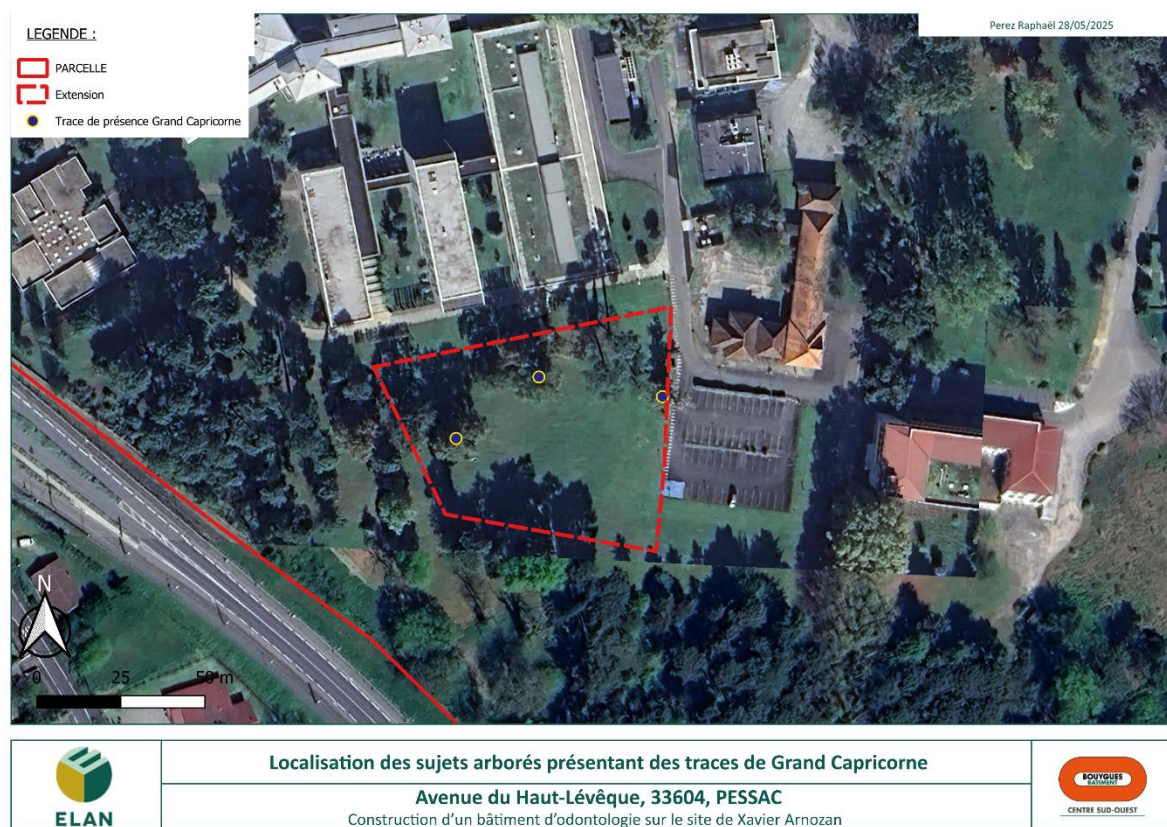 LEGENDE :
Perez Raphaël 28/05/2025
PARCELLE
Extension
Trace de présence Grand Capricorne
N
0 25 50 m
Localisation des sujets arborés présentant des traces de Grand Capricorne
Avenue du Haut-Lévêque, 33604, PESSAC
Construction d’un bâtiment d’odontologie sur le site de Xavier Arnozan
ELAN
BOUYGUES
BATIMENT
CENTRE SUD-OUEST